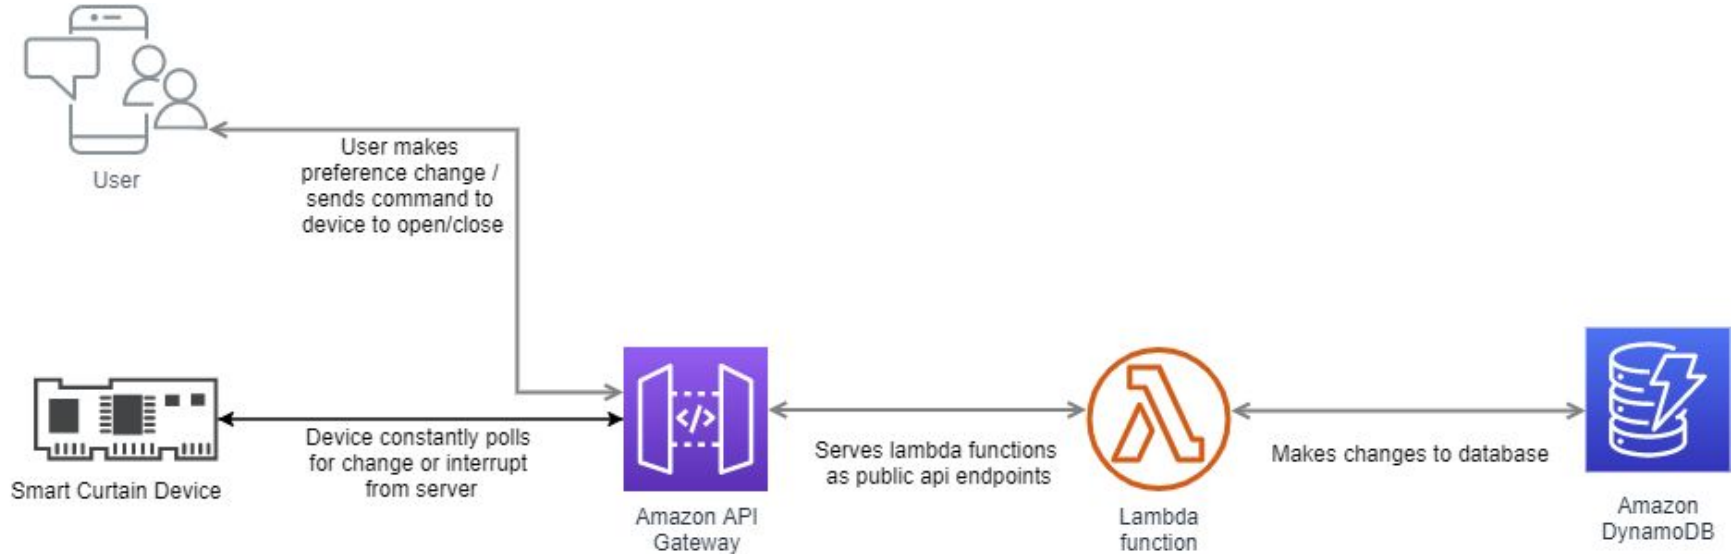 User makes
preference change /
sends command to
device to open/close
User
Device constantly polls
for change or interrupt
from server
Smart Curtain Device
</>
Amazon API
Gateway
Serves lambda functions
as public api endpoints
Lambda
function
Makes changes to database
Amazon
DynamoDB